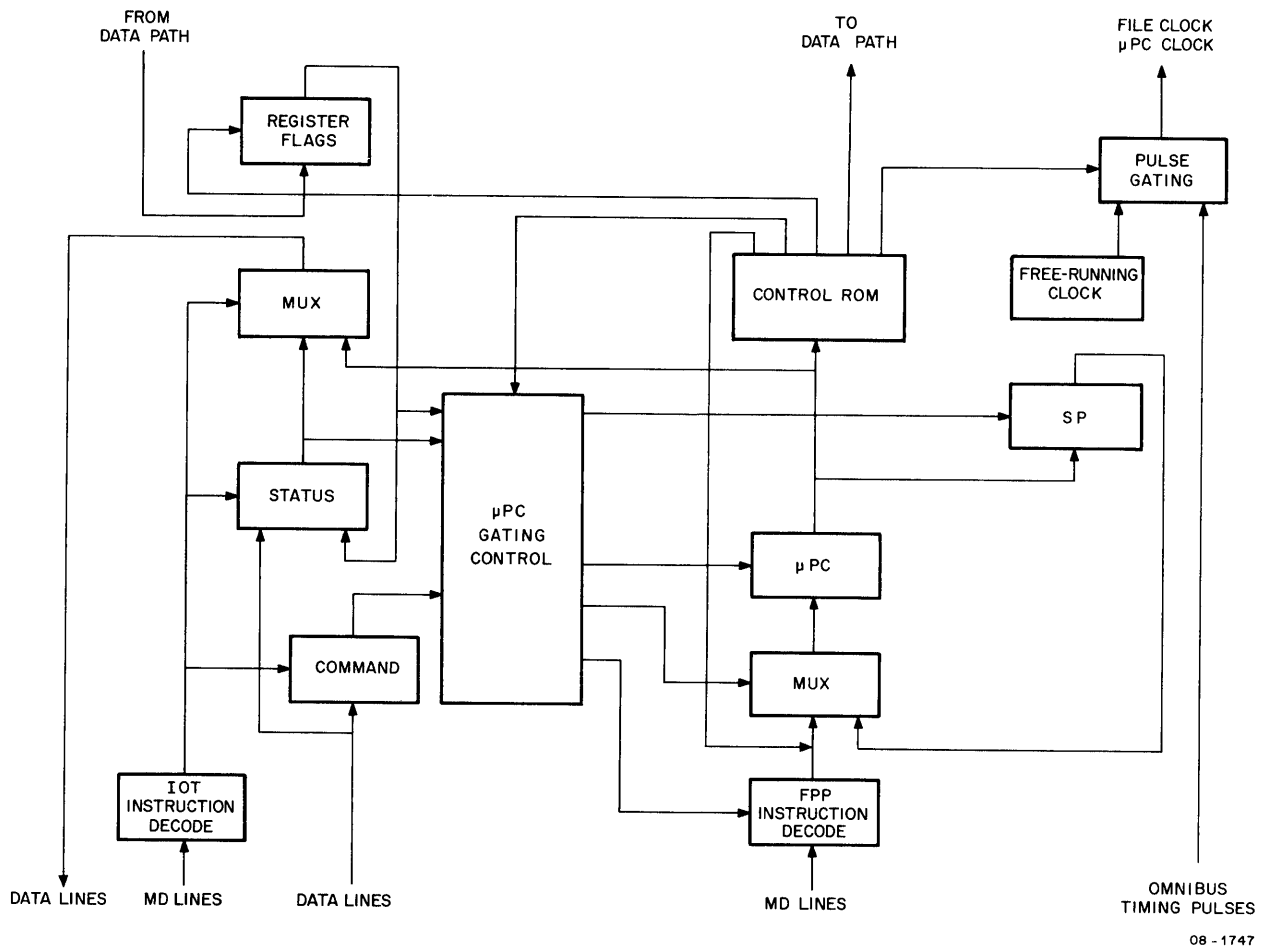 FROM
DATA PATH
TO
DATA PATH
FILE CLOCK
µPC CLOCK
REGISTER
FLAGS
PULSE
GATING
MUX
CONTROL ROM
FREE-RUNNING
CLOCK
SP
STATUS
µPC
GATING
CONTROL
µPC
COMMAND
MUX
IOT
INSTRUCTION
DECODE
FPP
INSTRUCTION
DECODE
DATA LINES
MD LINES
DATA LINES
MD LINES
OMNIBUS
TIMING PULSES
08-1747